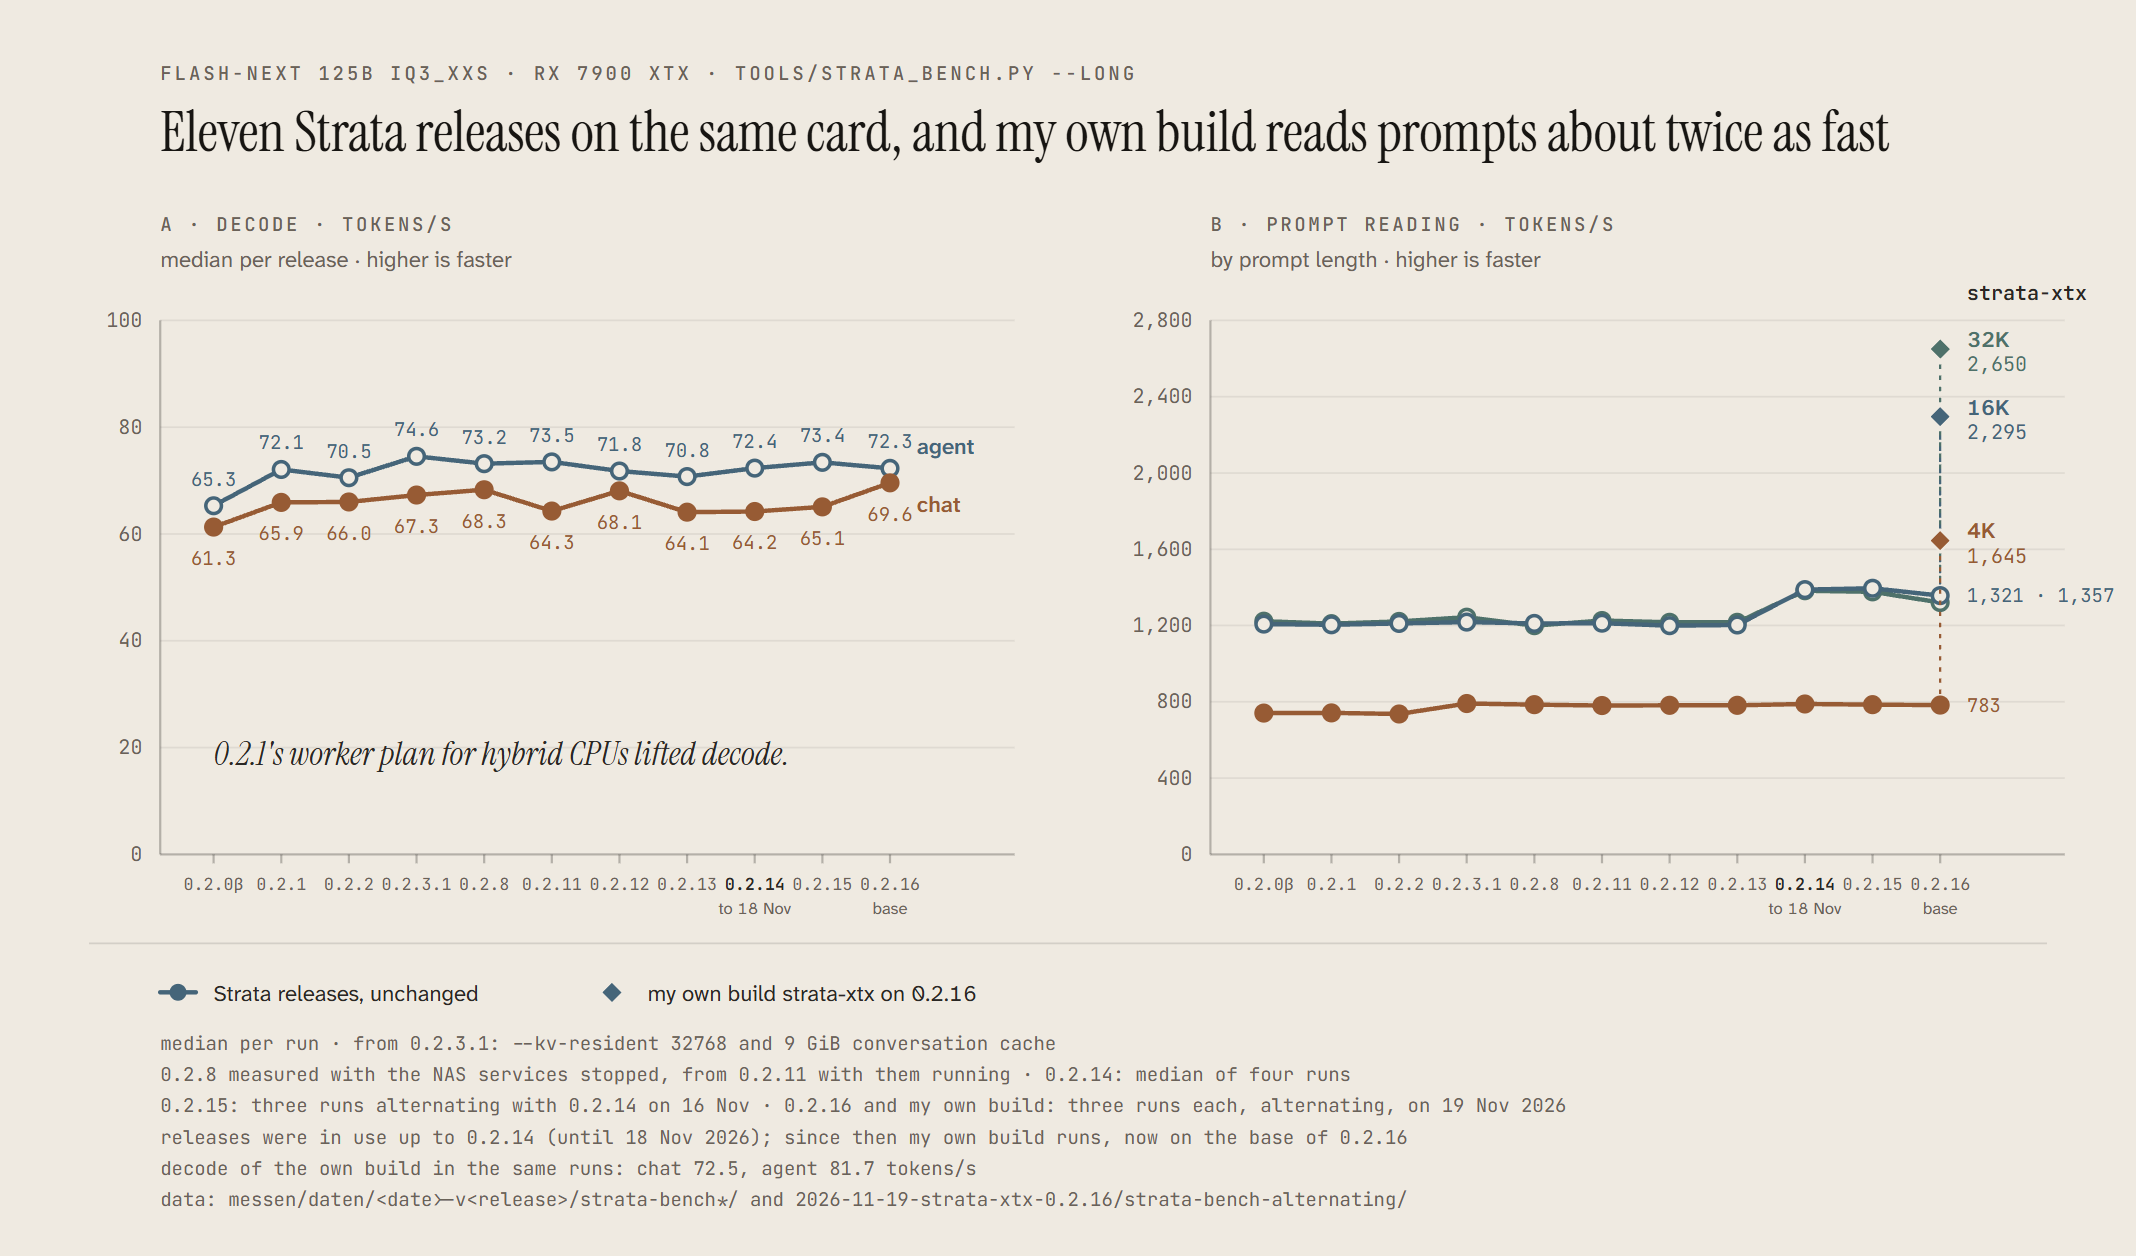 FLASH-NEXT 125B IQ3_XXS · RX 7900 XTX · TOOLS/STRATA_BENCH.PY --LONG
Eleven Strata releases on the same card, and my own build reads prompts about twice as fast
A · DECODE · TOKENS/S
median per release · higher is faster
100
80
60
40
20
0
65.3
72.1
70.5
74.6
73.2
73.5
71.8
70.8
72.4
73.4
72.3
agent
61.3
65.9
66.0
67.3
68.3
64.3
68.1
64.1
64.2
65.1
69.6
chat
0.2.1's worker plan for hybrid CPUs lifted decode.
0.2.0β 0.2.1 0.2.2 0.2.3.1 0.2.8 0.2.11 0.2.12 0.2.13 0.2.14 0.2.15 0.2.16
to 18 Nov base
B · PROMPT READING · TOKENS/S
by prompt length · higher is faster
strata-xtx
2,800
2,400
2,000
1,600
1,200
800
400
0
32K
2,650
16K
2,295
4K
1,645
1,321 · 1,357
783
0.2.0β 0.2.1 0.2.2 0.2.3.1 0.2.8 0.2.11 0.2.12 0.2.13 0.2.14 0.2.15 0.2.16
to 18 Nov base
Strata releases, unchanged
my own build strata-xtx on 0.2.16
median per run · from 0.2.3.1: --kv-resident 32768 and 9 GiB conversation cache
0.2.8 measured with the NAS services stopped, from 0.2.11 with them running · 0.2.14: median of four runs
0.2.15: three runs alternating with 0.2.14 on 16 Nov · 0.2.16 and my own build: three runs each, alternating, on 19 Nov 2026
releases were in use up to 0.2.14 (until 18 Nov 2026); since then my own build runs, now on the base of 0.2.16
decode of the own build in the same runs: chat 72.5, agent 81.7 tokens/s
data: messen/daten/<date>-v<release>/strata-bench*/ and 2026-11-19-strata-xtx-0.2.16/strata-bench-alternating/